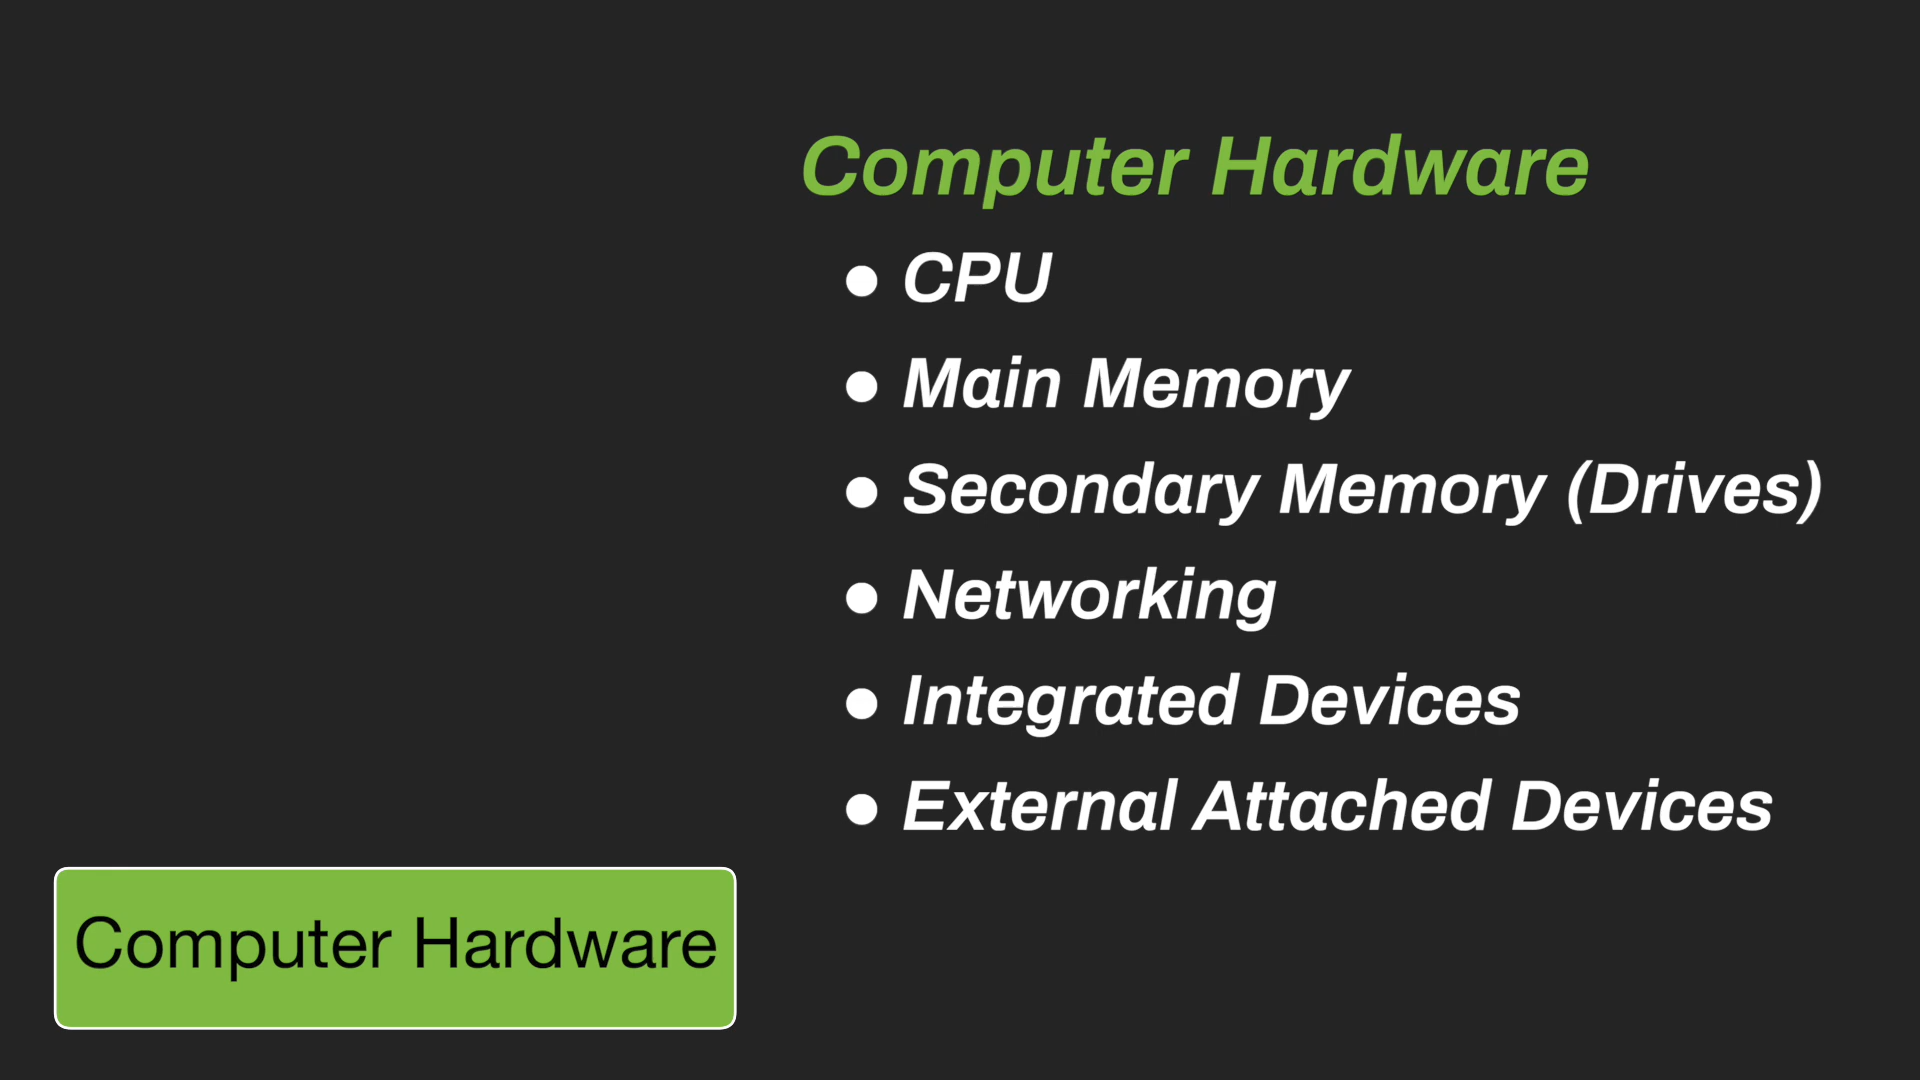 Computer Hardware
● CPU
● Main Memory
● Secondary Memory (Drives)
● Networking
● Integrated Devices
● External Attached Devices
Computer Hardware